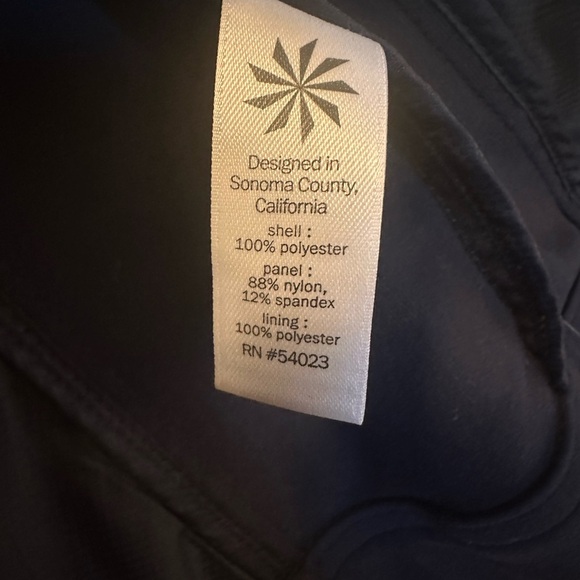 Designed in
Sonoma County,
California
shell :
100% polyester
panel :
88% nylon,
12% spandex
lining :
100% polyester
RN #54023